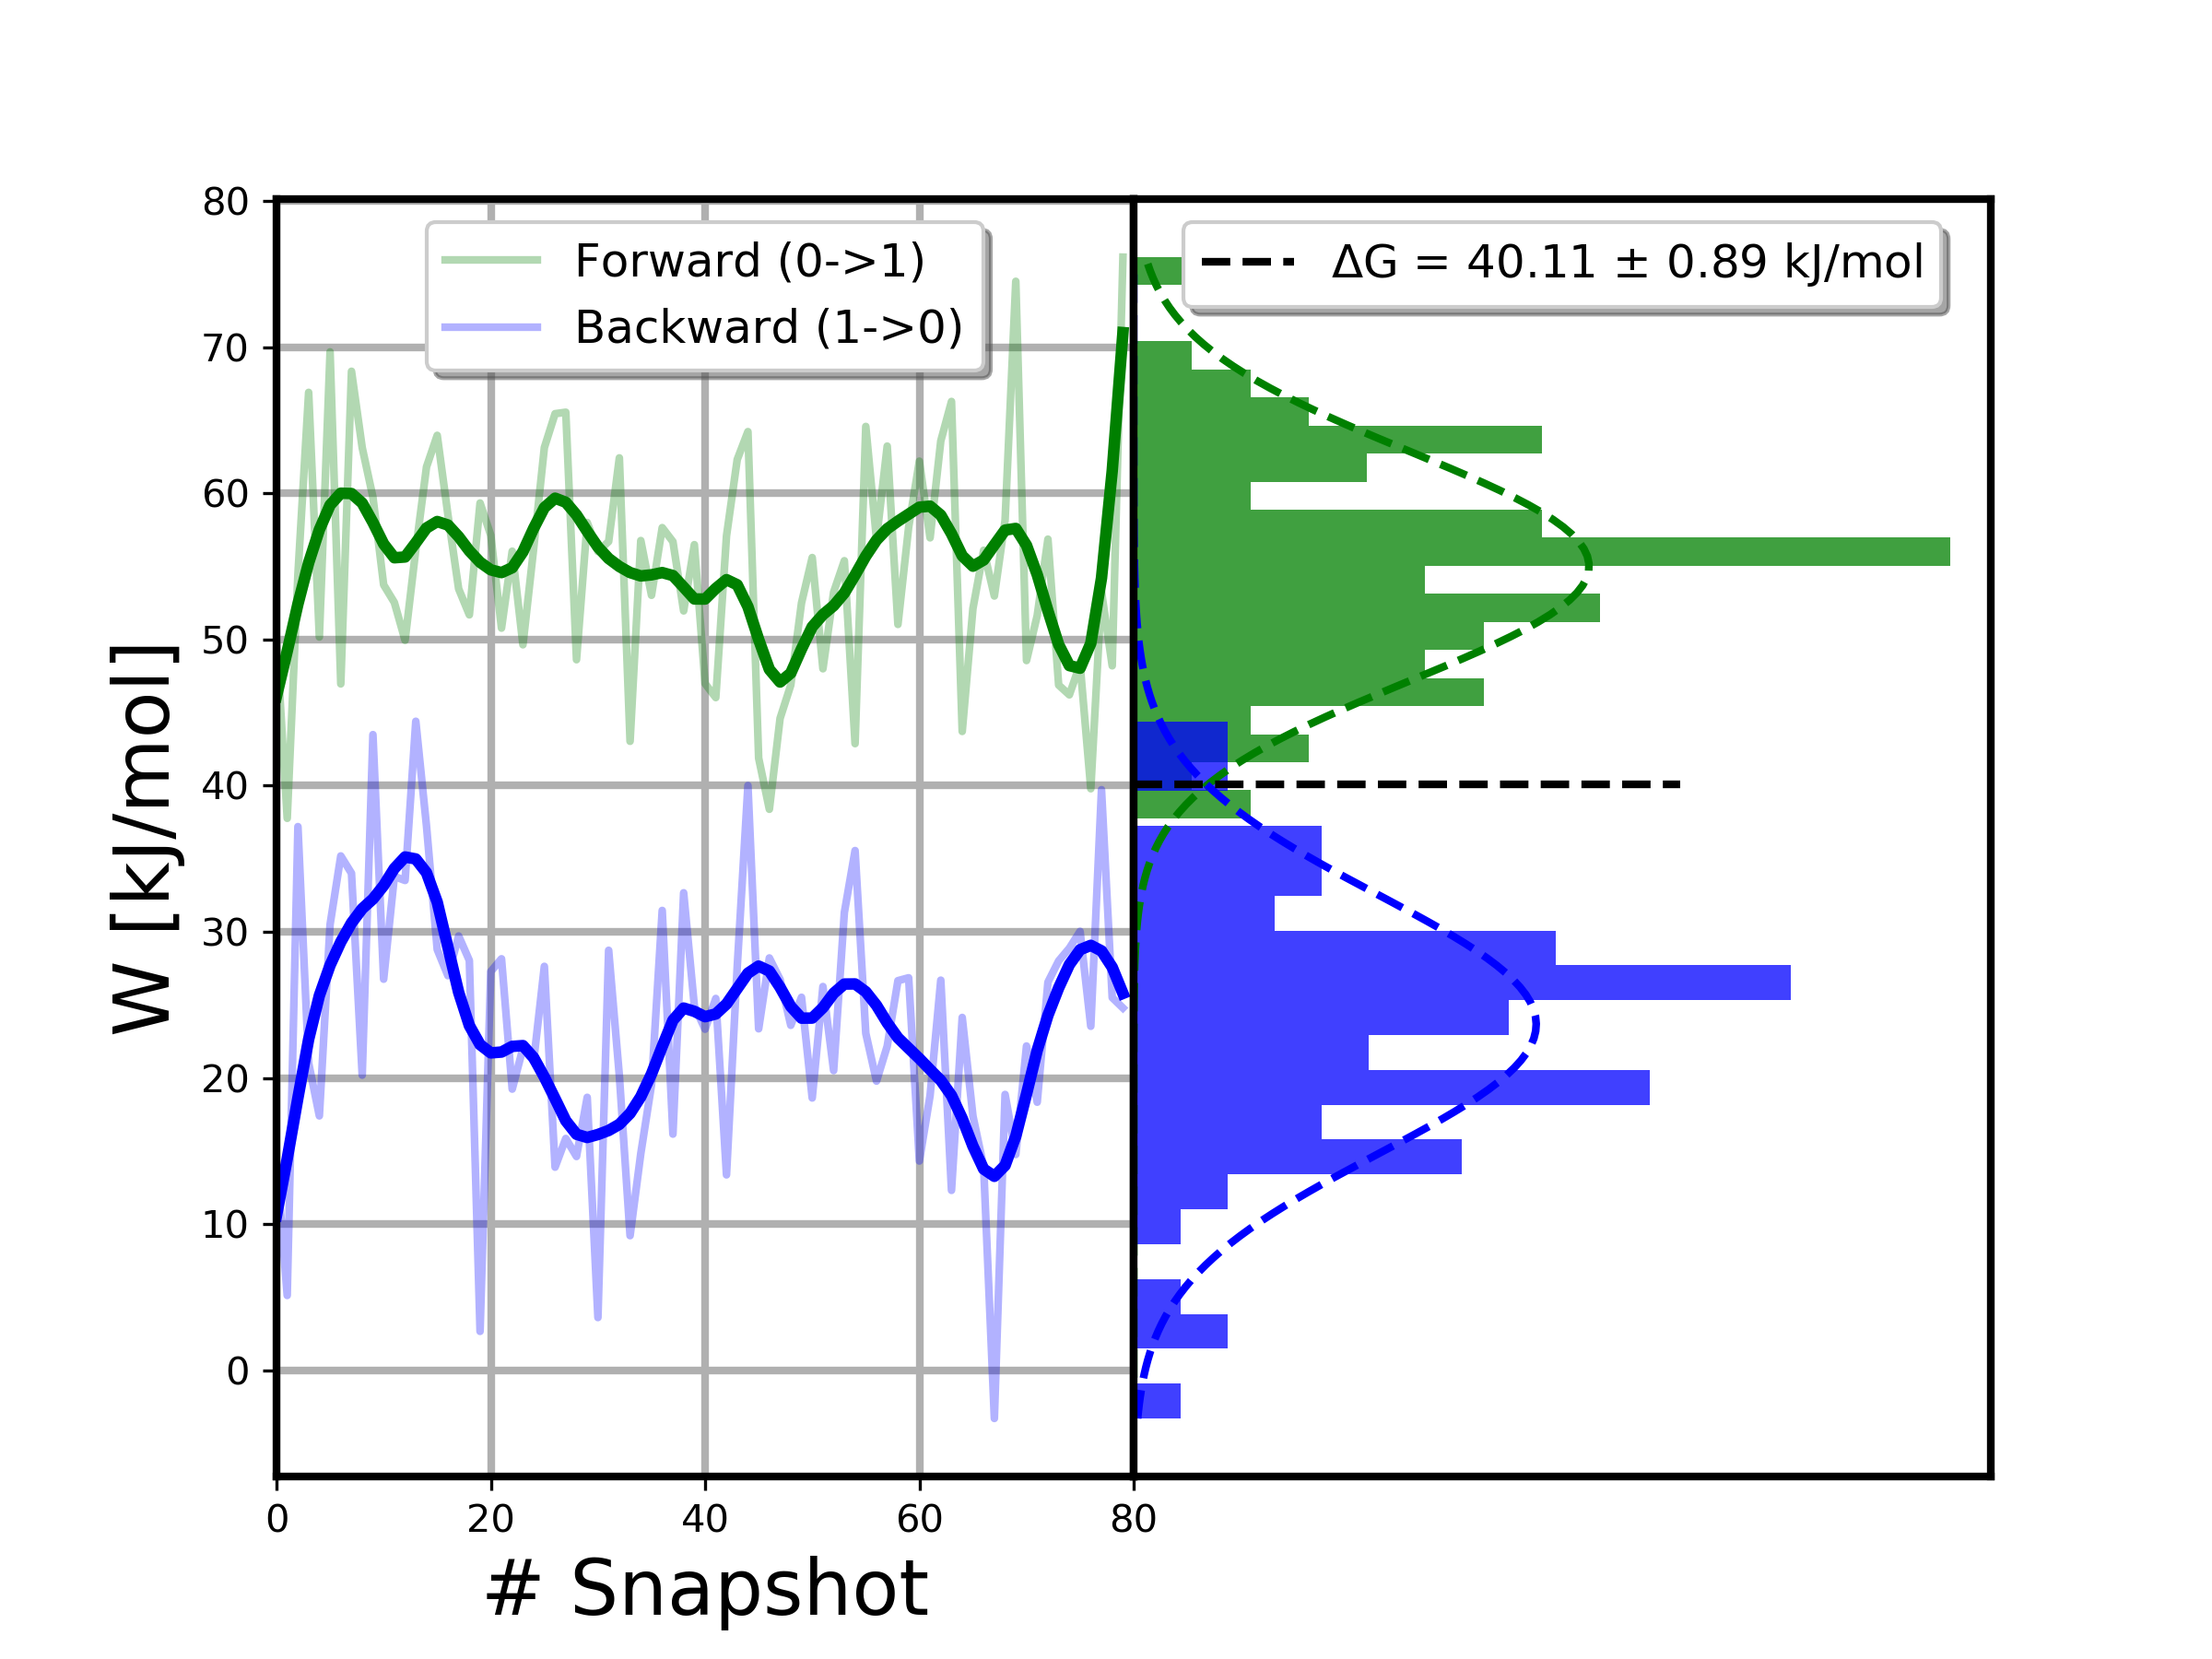 Forward (0->1)
Backward (1->0)
ΔG = 40.11 ± 0.89 kJ/mol
W [kJ/mol]
80
70
60
50
40
30
20
10
0
0 20 40 60 80
# Snapshot